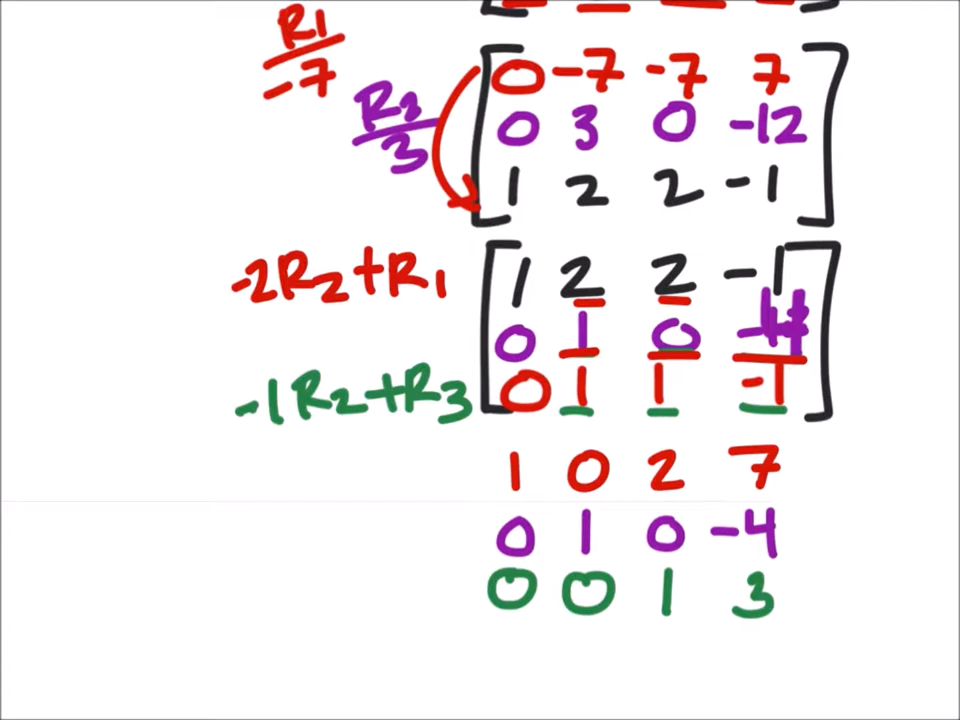 R1
-7
0 -7 -7 7
R2
3
0 3 0 -12
1 2 2 -1
1 2 2 -1
-2R2+R1
0 1 0 -4
0 1 1 -1
-1R2+R3
1 0 2 7
0 1 0 -4
0 0 1 3